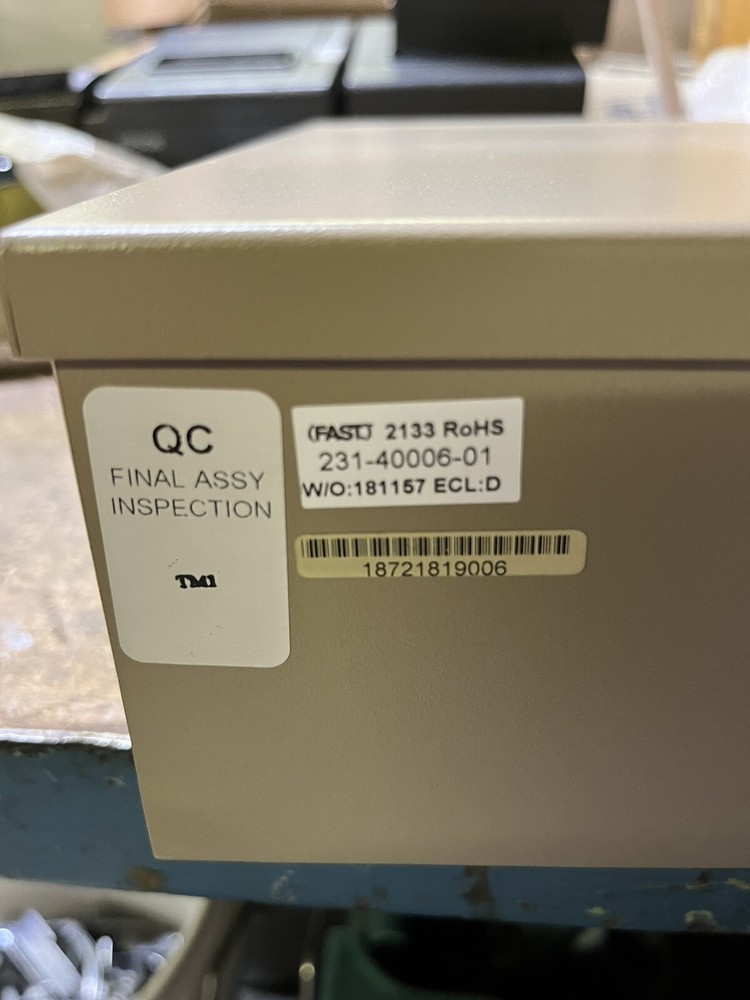 QC
FINAL ASSY
INSPECTION
TM1
(FAST) 2133 RoHS
231-40006-01
W/O:181157 ECL:D
18721819006